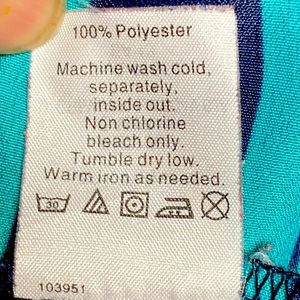 100% Polyester
Machine wash cold,
separately,
inside out.
Non chlorine
bleach only.
Tumble dry low.
Warm iron as needed.
30
103951